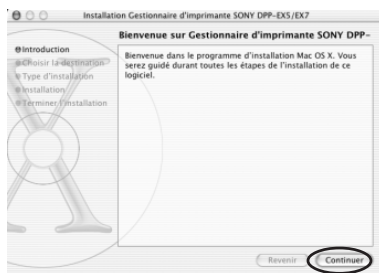 Installation Gestionnaire d'imprimante SONY DPP-EX5/EX7
Bienvenue sur Gestionnaire d'imprimante SONY DPP-
Introduction
Choisir la destination
Type d'installation
Installation
Terminer l'installation
Bienvenue dans le programme d'installation Mac OS X. Vous
serez guidé durant toutes les étapes de l'installation de ce
logiciel.
Revenir
Continuer